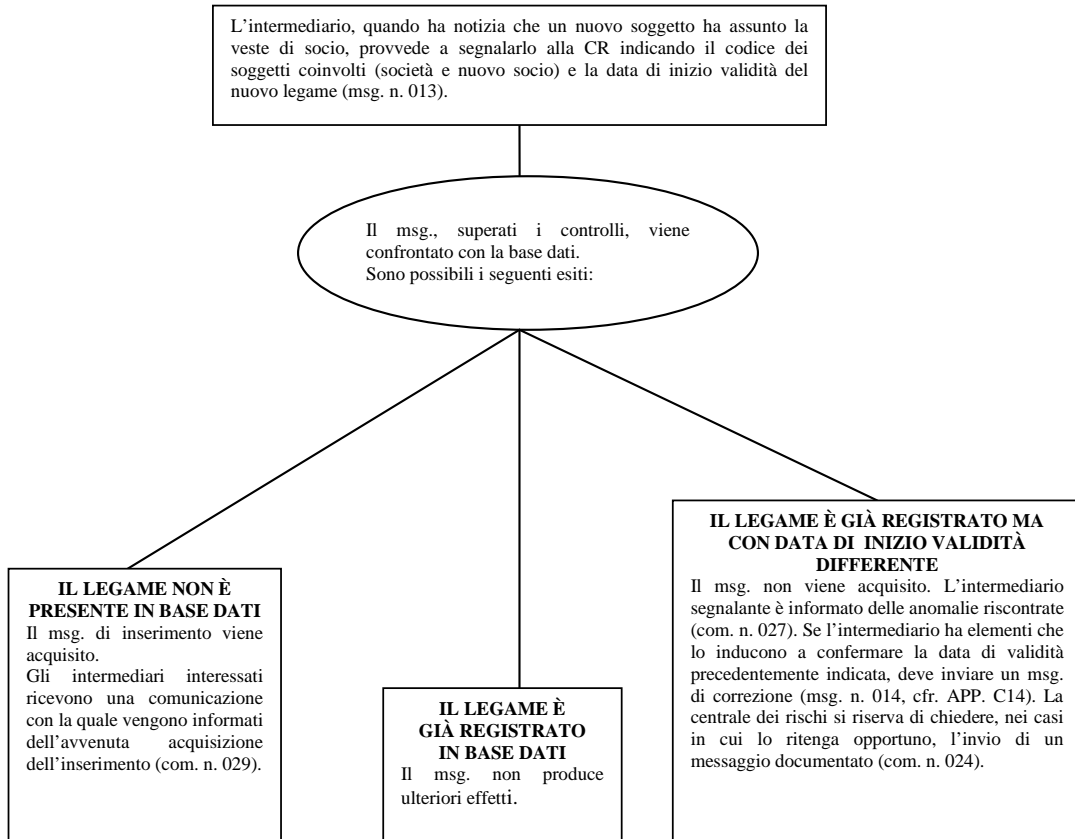 L'intermediario, quando ha notizia che un nuovo soggetto ha assunto la
veste di socio, provvede a segnalarlo alla CR indicando il codice dei
soggetti coinvolti (società e nuovo socio) e la data di inizio validità del
nuovo legame (msg. n. 013).
Il msg., superati i controlli, viene
confrontato con la base dati.
Sono possibili i seguenti esiti:
IL LEGAME NON È
PRESENTE IN BASE DATI
Il msg. di inserimento viene
acquisito.
Gli intermediari interessati
ricevono una comunicazione
con la quale vengono informati
dell'avvenuta acquisizione
dell'inserimento (com. n. 029).
IL LEGAME È
GIÀ REGISTRATO
IN BASE DATI
Il msg. non produce
ulteriori effetti.
IL LEGAME È GIÀ REGISTRATO MA
CON DATA DI INIZIO VALIDITÀ
DIFFERENTE
Il msg. non viene acquisito. L'intermediario
segnalante è informato delle anomalie riscontrate
(com. n. 027). Se l'intermediario ha elementi che
lo inducono a confermare la data di validità
precedentemente indicata, deve inviare un msg.
di correzione (msg. n. 014, cfr. APP. C14). La
centrale dei rischi si riserva di chiedere, nei casi
in cui lo ritenga opportuno, l'invio di un
messaggio documentato (com. n. 024).